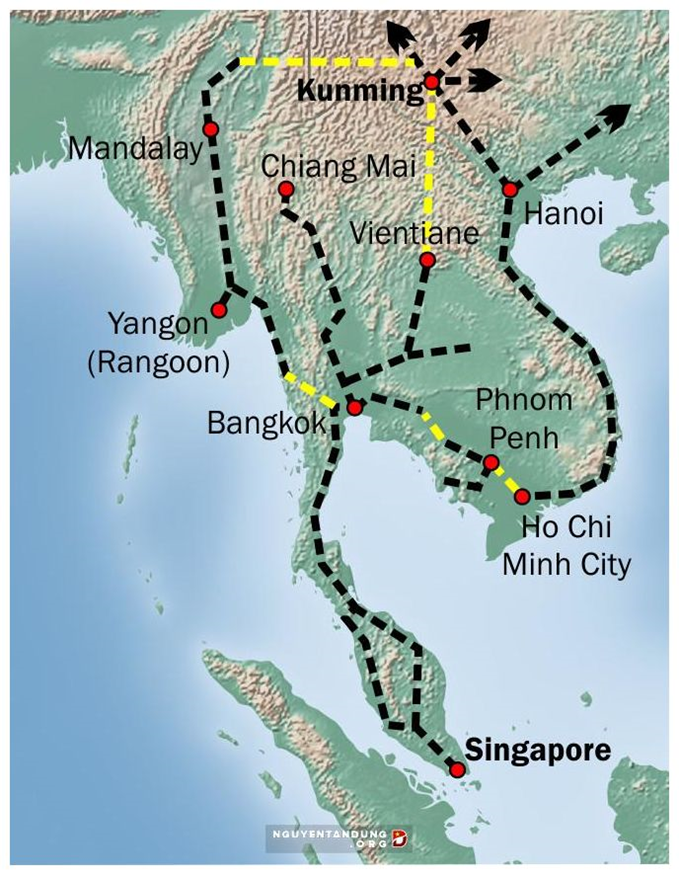 Kunming
Mandalay
Chiang Mai
Hanoi
Vientiane
Yangon
(Rangoon)
Bangkok
Phnom
Penh
Ho Chi
Minh City
Singapore
NGUYENTANDUNG
.ORG